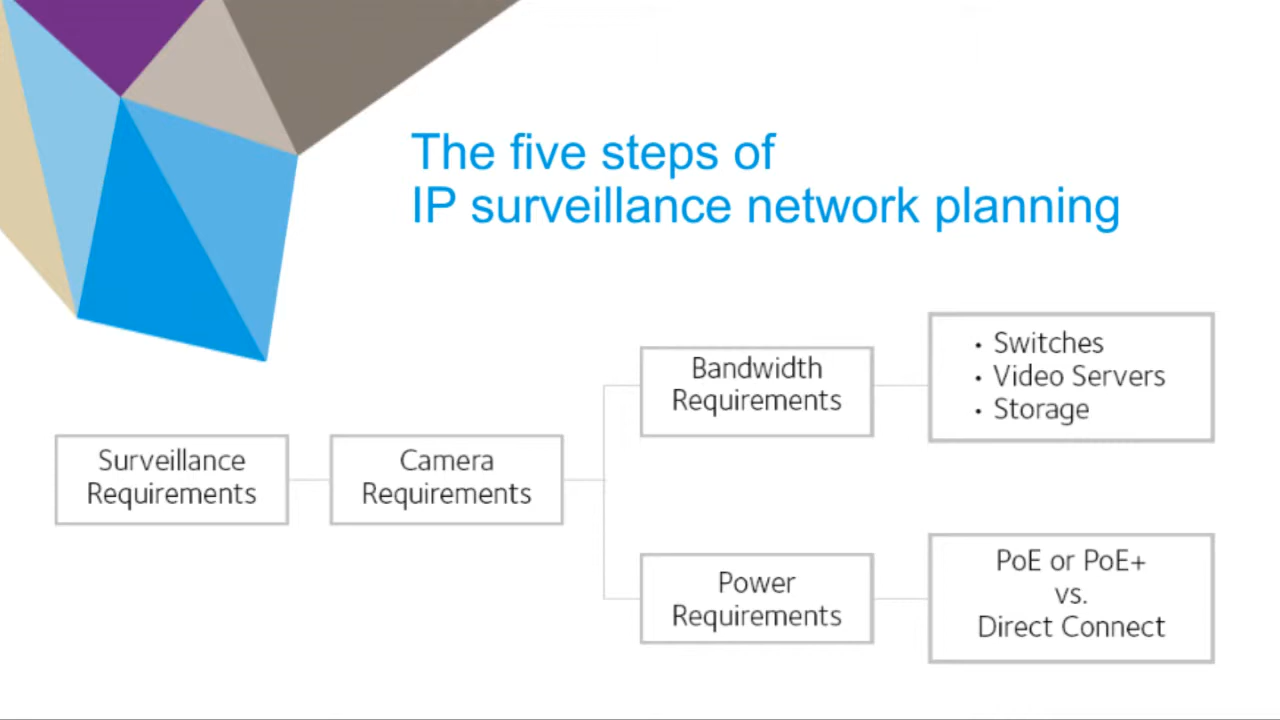 The five steps of
IP surveillance network planning
Surveillance
Requirements
Camera
Requirements
Bandwidth
Requirements
• Switches
• Video Servers
• Storage
Power
Requirements
PoE or PoE+
vs.
Direct Connect